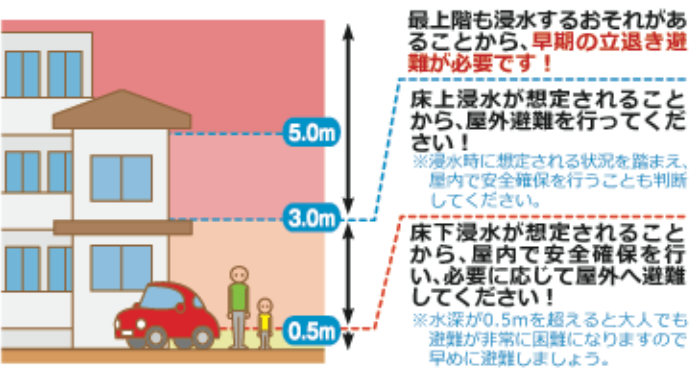 最上階も浸水するおそれがあ
ることから、早期の立退き避
難が必要です！
5.0m
床上浸水が想定されること
から、屋外避難を行ってくだ
さい！
※浸水時に想定される状況を踏まえ、
屋内で安全確保を行うことも判断
してください。
3.0m
床下浸水が想定されること
から、屋内で安全確保を行
い、必要に応じて屋外へ避難
してください！
0.5m
※水深が0.5mを超えると大人でも
避難が非常に困難になりますので
早めに避難しましょう。